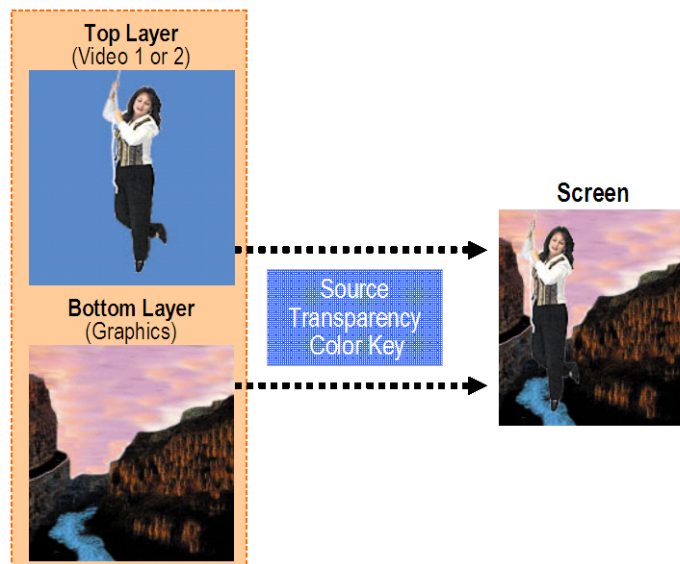 Top Layer
(Video 1 or 2)
Screen
Source
Transparency
Color Key
Bottom Layer
(Graphics)